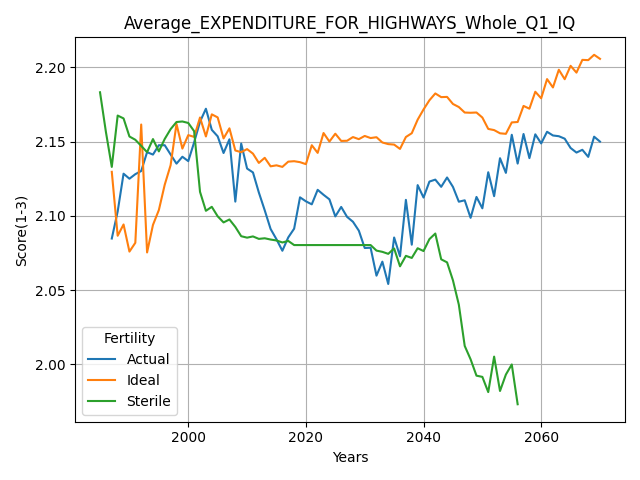 Average_EXPENDITURE_FOR_HIGHWAYS_Whole_Q1_IQ
Score(1-3)
2.20
2.15
2.10
2.05
2.00
Fertility
Actual
Ideal
Sterile
2000
2020
2040
2060
Years